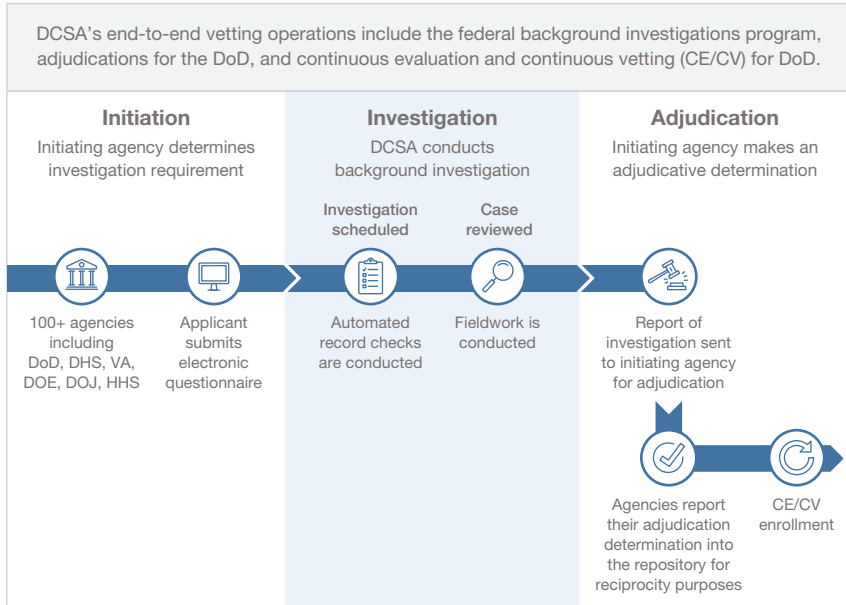 DCSA's end-to-end vetting operations include the federal background investigations program,
adjudications for the DoD, and continuous evaluation and continuous vetting (CE/CV) for DoD.
Initiation
Initiating agency determines
investigation requirement
100+ agencies
including
DoD, DHS, VA,
DOE, DOJ, HHS
Applicant
submits
electronic
questionnaire
Investigation
DCSA conducts
background investigation
Investigation
scheduled
Automated
record checks
are conducted
Case
reviewed
Fieldwork is
conducted
Adjudication
Initiating agency makes an
adjudicative determination
Report of
investigation sent
to initiating agency
for adjudication
Agencies report
their adjudication
determination into
the repository for
reciprocity purposes
CE/CV
enrollment